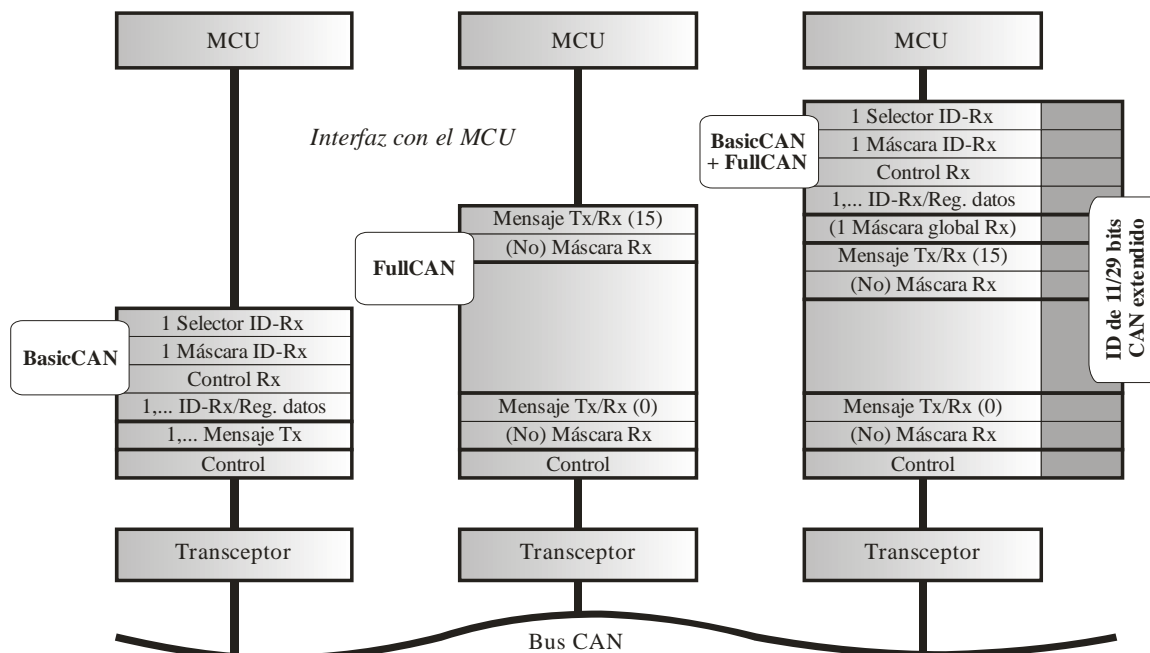 MCU
MCU
MCU
Interfaz con el MCU
BasicCAN
1 Selector ID-Rx
1 Máscara ID-Rx
Control Rx
1,... ID-Rx/Reg. datos
1,... Mensaje Tx
Control
Transceptor
FullCAN
Mensaje Tx/Rx (15)
(No) Máscara Rx
Mensaje Tx/Rx (0)
(No) Máscara Rx
Control
Transceptor
BasicCAN
+ FullCAN
1 Selector ID-Rx
1 Máscara ID-Rx
Control Rx
1,... ID-Rx/Reg. datos
(1 Máscara global Rx)
Mensaje Tx/Rx (15)
(No) Máscara Rx
Mensaje Tx/Rx (0)
(No) Máscara Rx
Control
ID de 11/29 bits
CAN extendido
Transceptor
Bus CAN